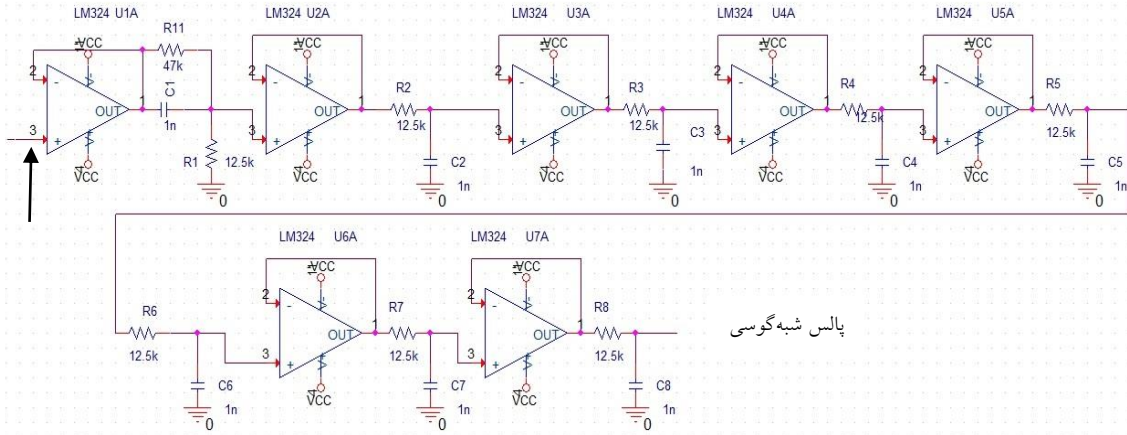 LM324 U1A
R11
LM324 U2A
LM324 U3A
LM324 U4A
LM324 U5A
VCC
VCC
VCC
VCC
VCC
2
47k
2
2
2
2
C1
R2
R3
R4
R5
OUT 1
OUT 1
OUT 1
OUT 1
OUT 1
3
1n
3
12.5k
3
12.5k
3
12.5k
3
12.5k
R1
12.5k
C2
C3
C4
C5
VCC
VCC
VCC
VCC
VCC
1n
1n
1n
1n
0
0
0
0
0
LM324 U6A
LM324 U7A
VCC
VCC
2
2
R6
R7
R8
پالس شبه‌گوسی
OUT 1
OUT 1
12.5k
3
12.5k
3
12.5k
C6
C7
C8
VCC
VCC
1n
1n
1n
0
0
0